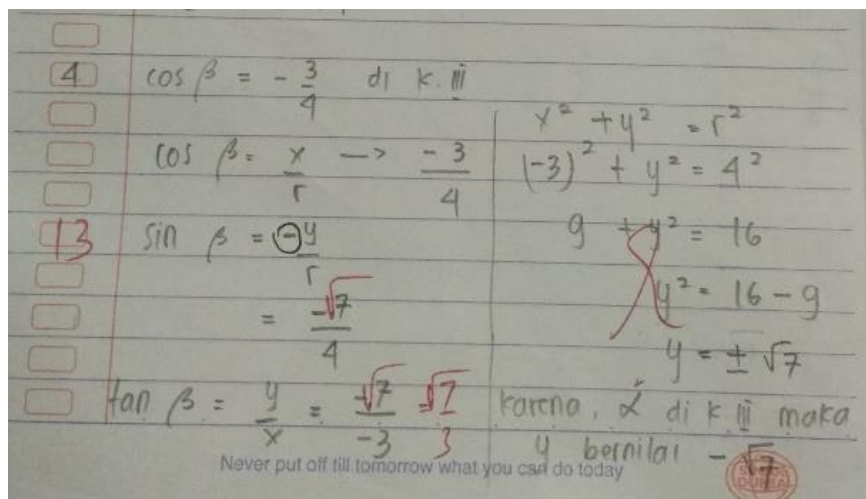 4 cos β = - 3/4 di k. III
cos β = x/r -> -3/4
13 sin β = -y/r
= -√7/4
tan β = y/x = -√7/-3 = √7/3
x² + y² = r²
(-3)² + y² = 4²
9 + y² = 16
y² = 16 - 9
y = ± √7
karena, α di k. III maka
y bernilai - √7
Never put off till tomorrow what you can do today